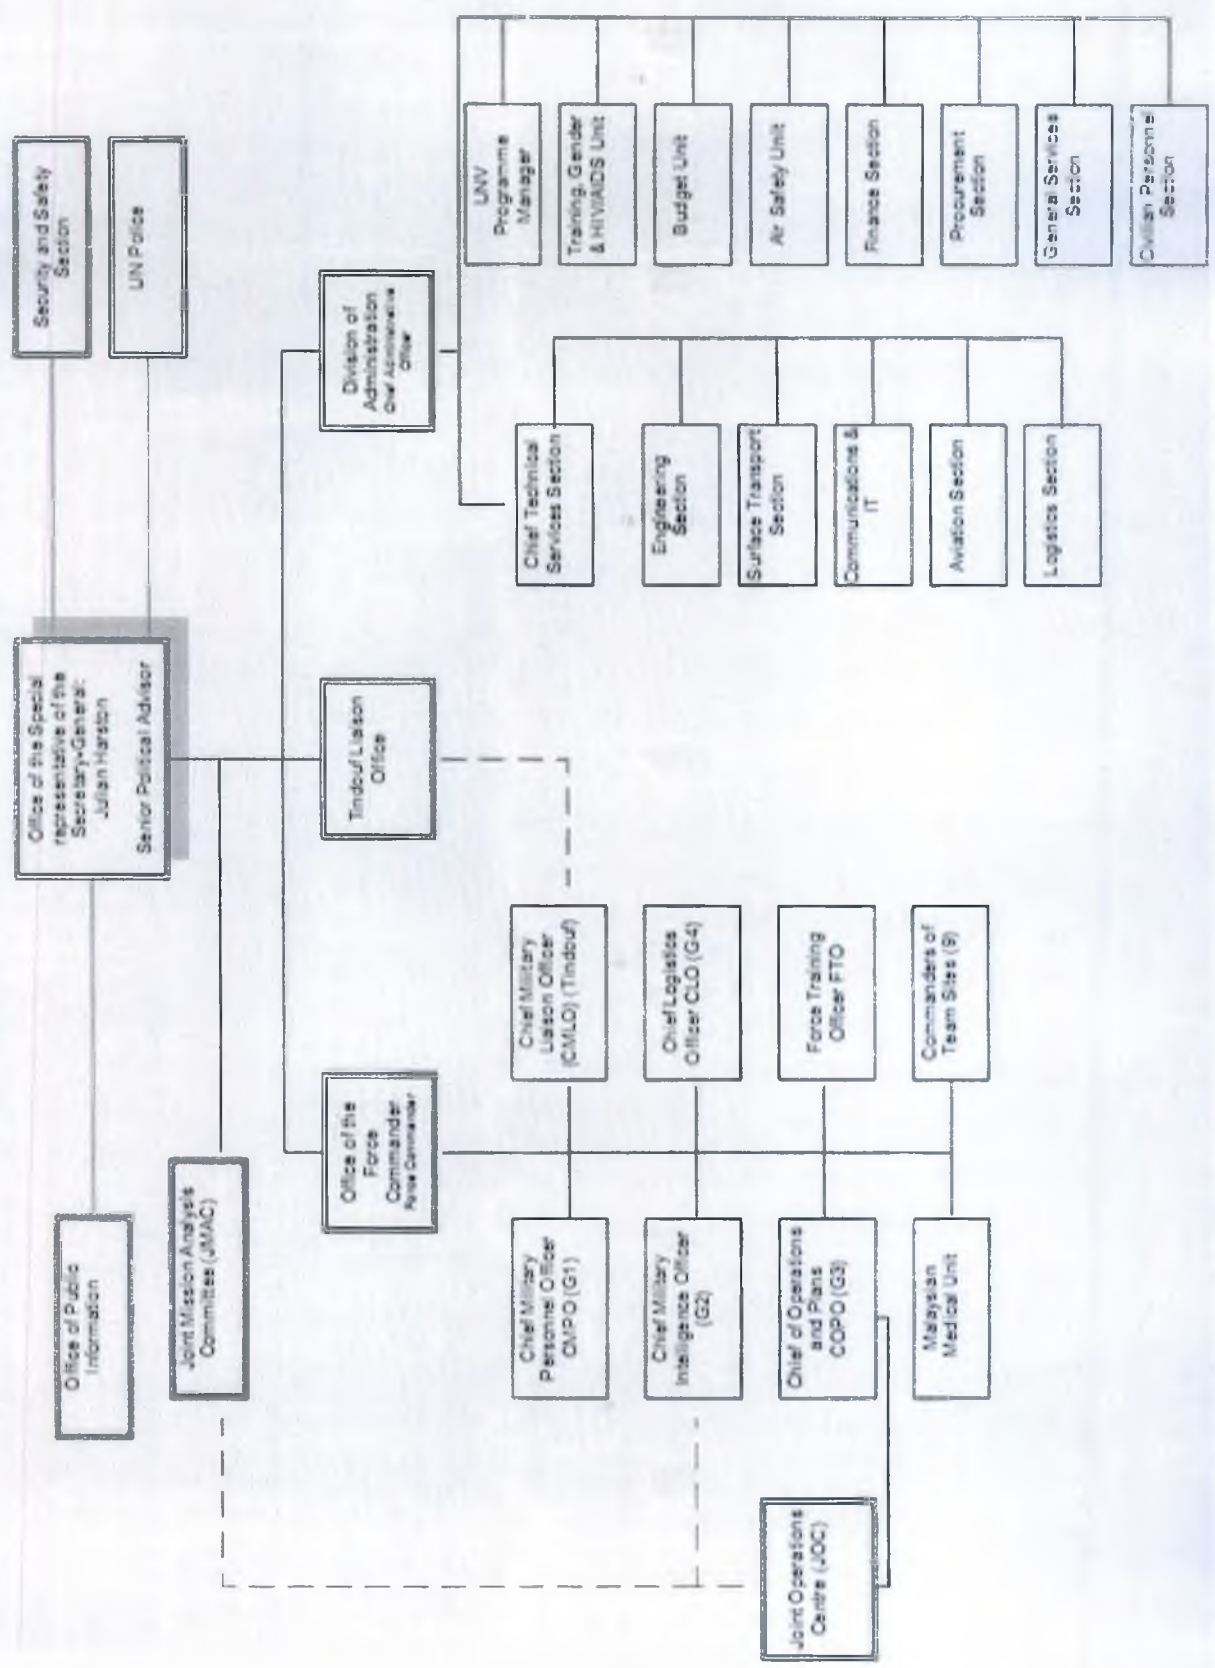 Office of Public
Information
Office of the Special
representative of the
Secretary-General:
Julian Harston
Senior Political Advisor
Security and Safety
Section
UN Police
Joint Mission Analysis
Committee (JMAC)
Office of the
Force
Commander
Force Commander
Tindouf Liaison
Office
Division of
Administration
Chief Administrative
Officer
Chief Military
Personnel Officer
CMPO (G1)
Chief Military
Liaison Officer
(CMLO) (Tindouf)
Chief Military
Intelligence Officer
(G2)
Chief Logistics
Officer CLO (G4)
Chief of Operations
and Plans
COPO (G3)
Force Training
Officer FTO
Malaysian
Medical Unit
Commanders of
Team Sites (9)
Joint Operations
Centre (JOC)
Chief Technical
Services Section
Engineering
Section
Surface Transport
Section
Communications &
IT
Aviation Section
Logistics Section
UNV
Programme
Manager
Training, Gender
& HIV/AIDS Unit
Budget Unit
Air Safety Unit
Finance Section
Procurement
Section
General Services
Section
Civilian Personnel
Section